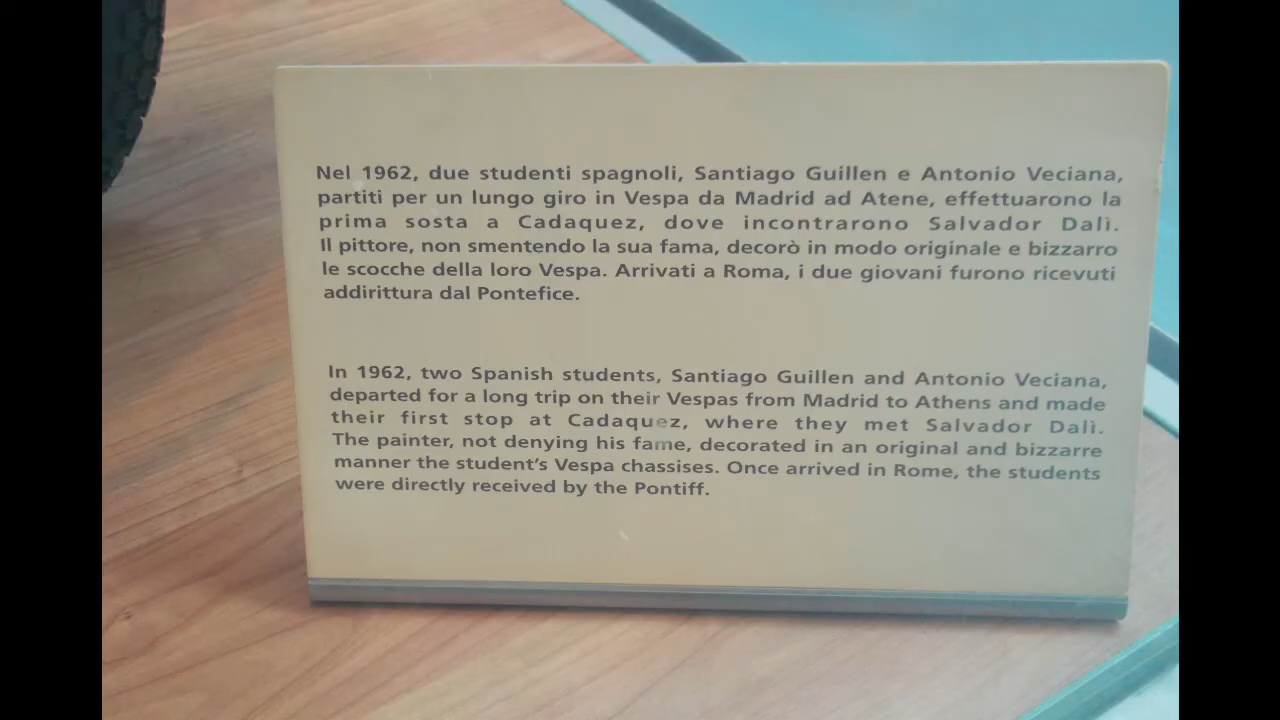 Nel 1962, due studenti spagnoli, Santiago Guillen e Antonio Veciana,
partiti per un lungo giro in Vespa da Madrid ad Atene, effettuarono la
prima sosta a Cadaquez, dove incontrarono Salvador Dalì.
Il pittore, non smentendo la sua fama, decorò in modo originale e bizzarro
le scocche della loro Vespa. Arrivati a Roma, i due giovani furono ricevuti
addirittura dal Pontefice.
In 1962, two Spanish students, Santiago Guillen and Antonio Veciana,
departed for a long trip on their Vespas from Madrid to Athens and made
their first stop at Cadaquez, where they met Salvador Dalì.
The painter, not denying his fame, decorated in an original and bizzarre
manner the student's Vespa chassises. Once arrived in Rome, the students
were directly received by the Pontiff.